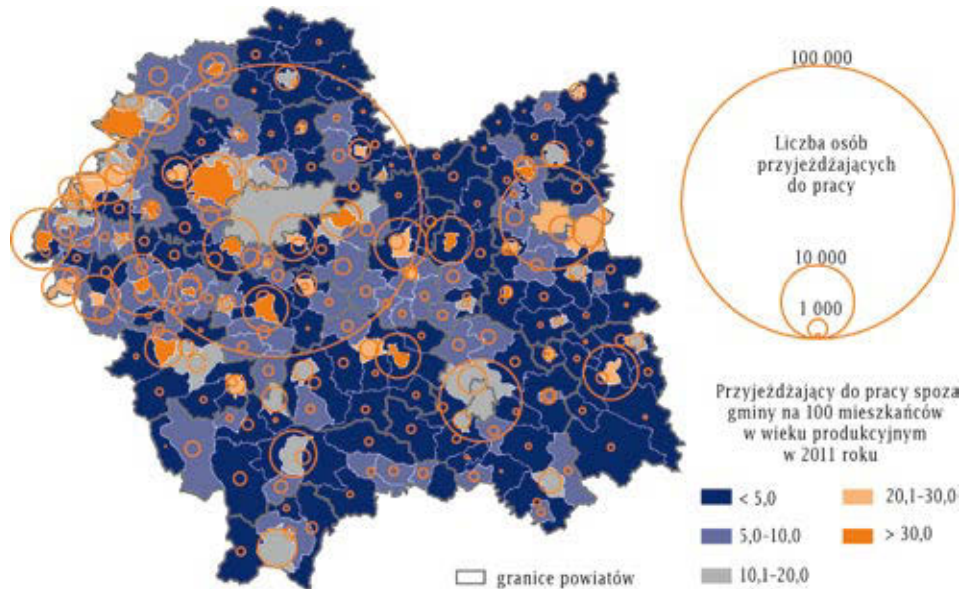 100 000
Liczba osób
przyjeżdżających
do pracy
10 000
1 000
Przyjeżdżający do pracy spoza
gminy na 100 mieszkańców
w wieku produkcyjnym
w 2011 roku
< 5,0
20,1–30,0
5,0–10,0
> 30,0
10,1–20,0
granice powiatów